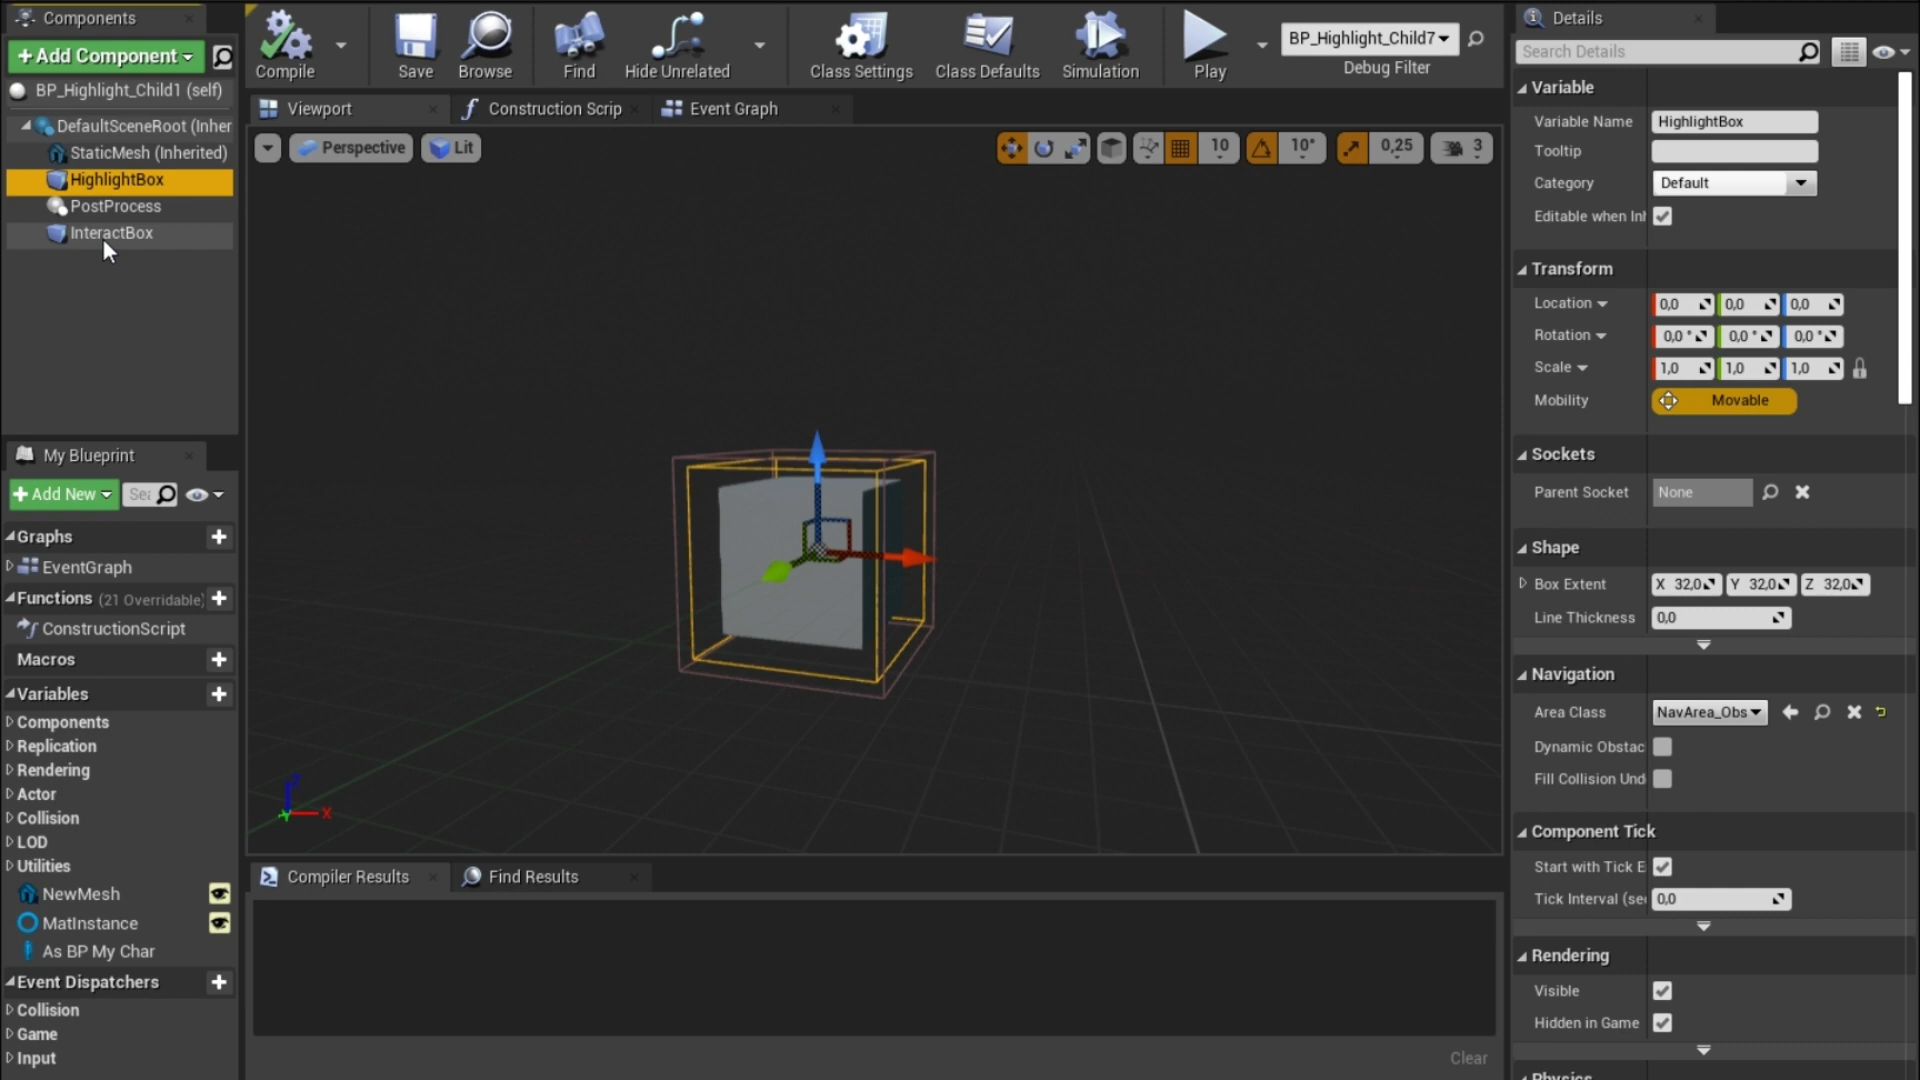 Components
+ Add Component
BP_Highlight_Child1 (self)
DefaultSceneRoot (Inher
StaticMesh (Inherited)
HighlightBox
PostProcess
InteractBox
My Blueprint
+ Add New
Sea
Graphs
EventGraph
Functions (21 Overridable)
ConstructionScript
Macros
Variables
Components
Replication
Rendering
Actor
Collision
LOD
Utilities
NewMesh
MatInstance
As BP My Char
Event Dispatchers
Collision
Game
Input
Compile
Save
Browse
Find
Hide Unrelated
Class Settings
Class Defaults
Simulation
Play
BP_Highlight_Child7
Debug Filter
Viewport
Construction Scrip
Event Graph
Perspective
Lit
10
10°
0,25
3
Z
X
Y
Compiler Results
Find Results
Clear
Details
Search Details
Variable
Variable Name HighlightBox
Tooltip
Category Default
Editable when Inh
Transform
Location 0,0 0,0 0,0
Rotation 0,0 ° 0,0 ° 0,0 °
Scale 1,0 1,0 1,0
Mobility Movable
Sockets
Parent Socket None
Shape
Box Extent X 32,0 Y 32,0 Z 32,0
Line Thickness 0,0
Navigation
Area Class NavArea_Obs
Dynamic Obstac
Fill Collision Und
Component Tick
Start with Tick E
Tick Interval (sec 0,0
Rendering
Visible
Hidden in Game
Physics